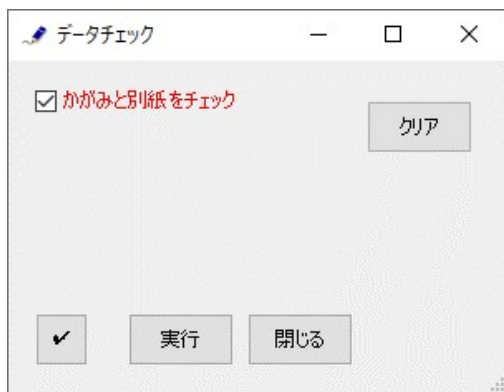 データチェック
かがみと別紙をチェック
クリア
✔
実行
閉じる